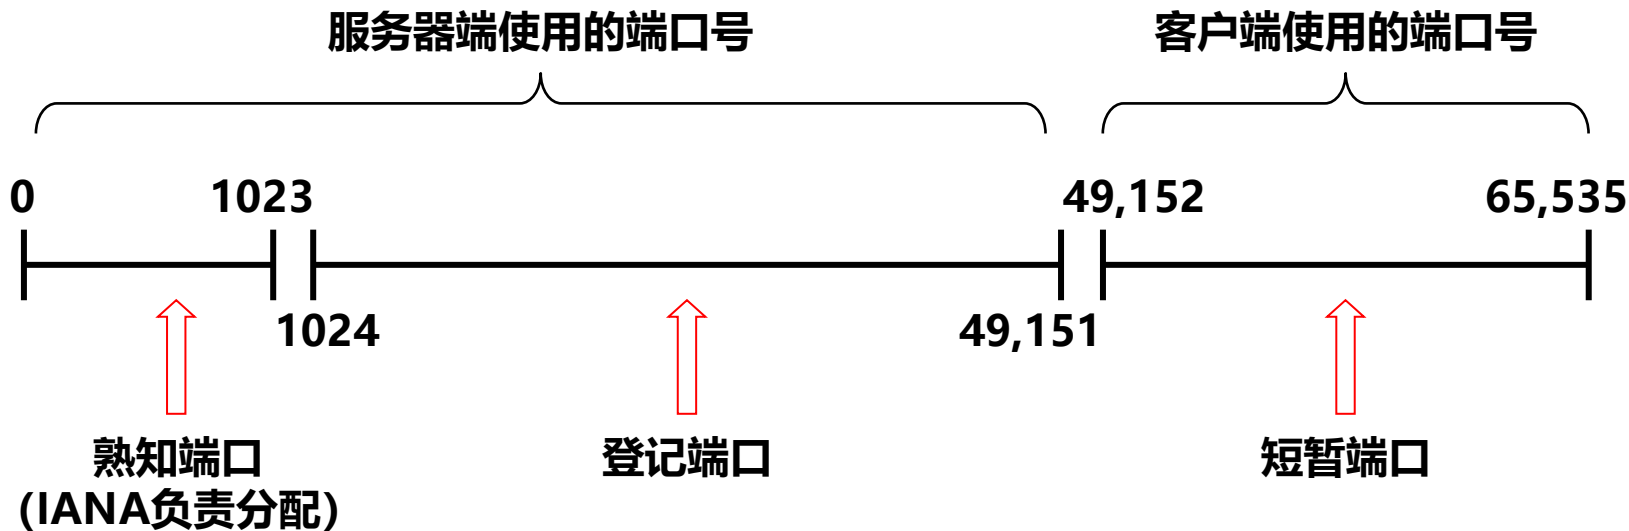 服务器端使用的端口号
客户端使用的端口号
0
1023
49,152
65,535
1024
49,151
熟知端口
(IANA负责分配)
登记端口
短暂端口